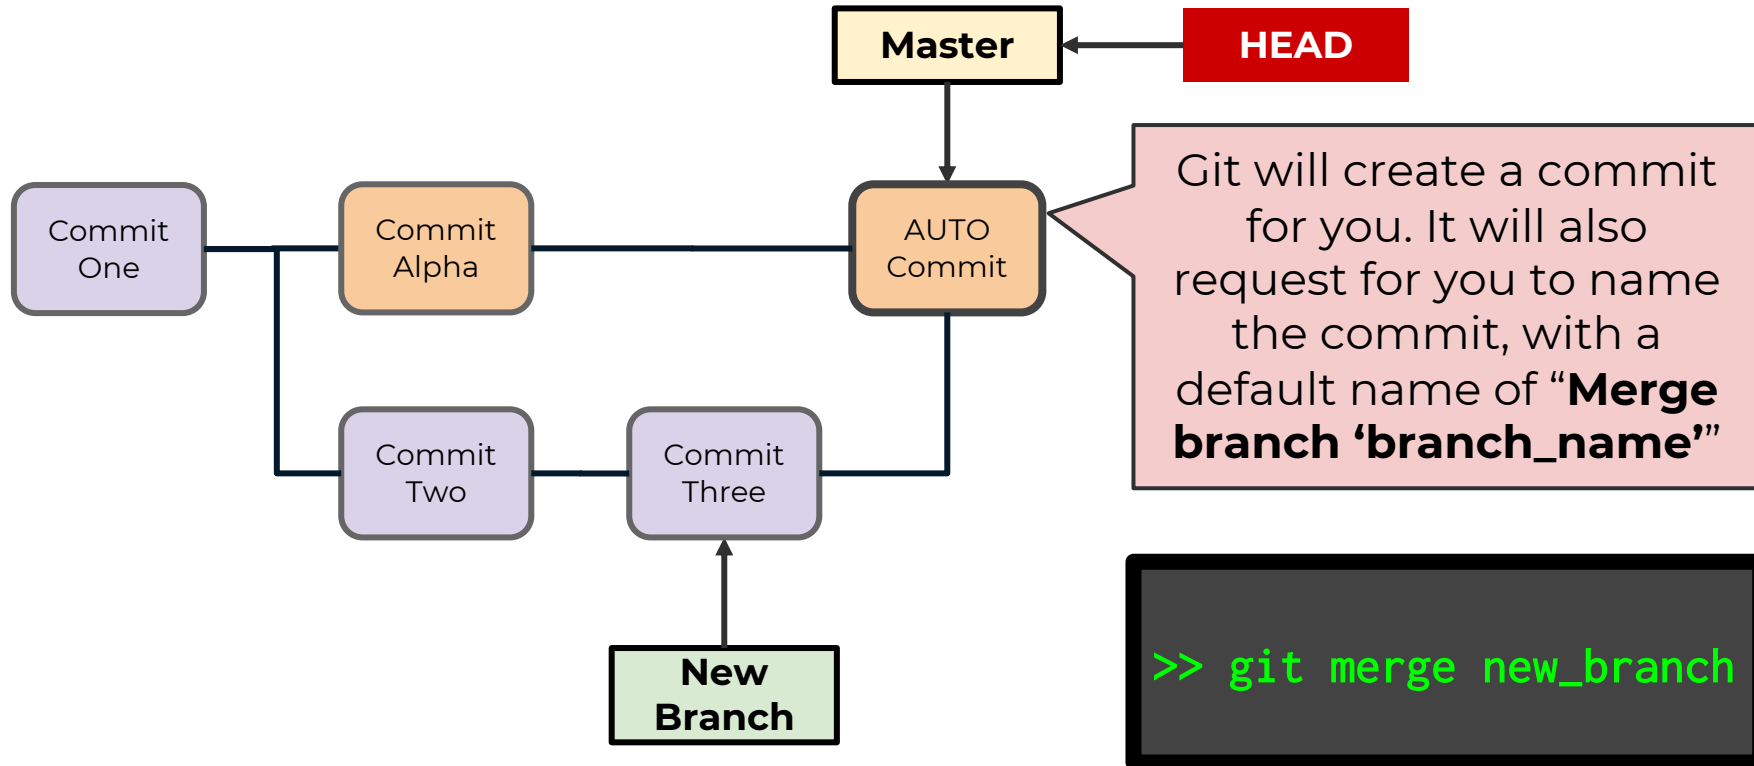 Master
HEAD
Commit
One
Commit
Alpha
AUTO
Commit
Git will create a commit
for you. It will also
request for you to name
the commit, with a
default name of “Merge
branch ‘branch_name’”
Commit
Two
Commit
Three
New
Branch
>> git merge new_branch